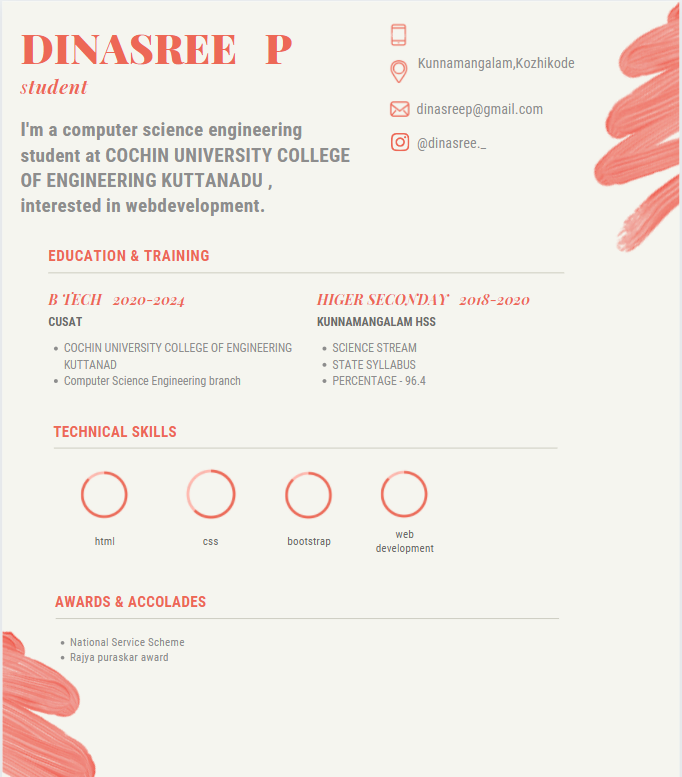 DINASREE P
student
I'm a computer science engineering
student at COCHIN UNIVERSITY COLLEGE
OF ENGINEERING KUTTANADU ,
interested in webdevelopment.
Kunnamangalam,Kozhikode
dinasreep@gmail.com
@dinasree._
EDUCATION & TRAINING
B TECH 2020-2024
CUSAT
COCHIN UNIVERSITY COLLEGE OF ENGINEERING
KUTTANAD
Computer Science Engineering branch
HIGER SECONDAY 2018-2020
KUNNAMANGALAM HSS
SCIENCE STREAM
STATE SYLLABUS
PERCENTAGE - 96.4
TECHNICAL SKILLS
html
css
bootstrap
web
development
AWARDS & ACCOLADES
National Service Scheme
Rajya puraskar award